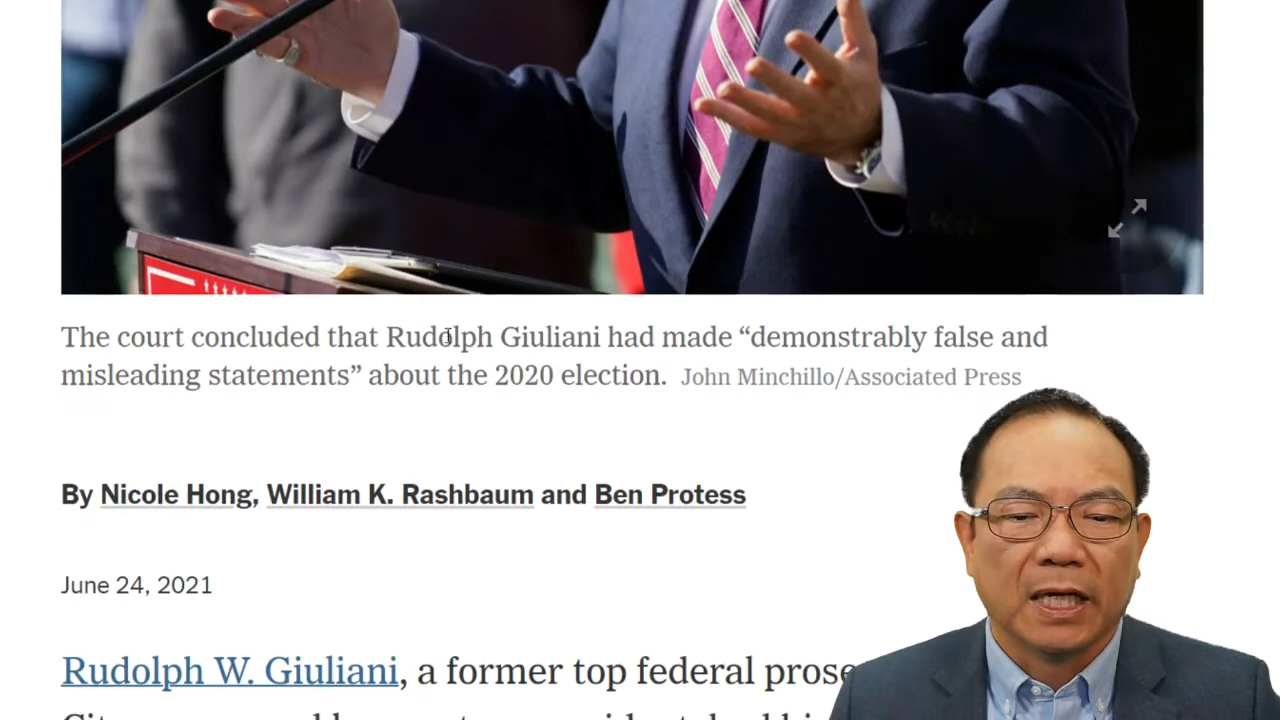 The court concluded that Rudolph Giuliani had made “demonstrably false and
misleading statements” about the 2020 election. John Minchillo/Associated Press
By Nicole Hong, William K. Rashbaum and Ben Protess
June 24, 2021
Rudolph W. Giuliani, a former top federal